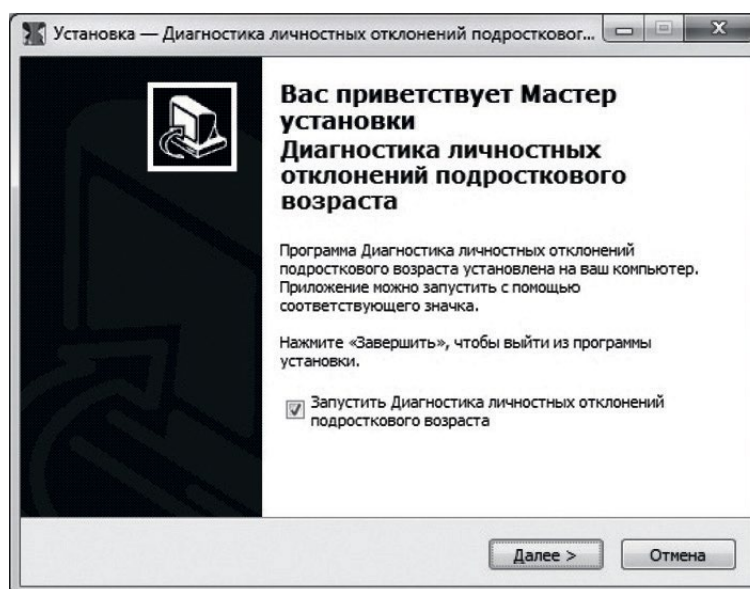 Установка — Диагностика личностных отклонений подростковог...
Вас приветствует Мастер
установки
Диагностика личностных
отклонений подросткового
возраста
Программа Диагностика личностных отклонений
подросткового возраста установлена на ваш компьютер.
Приложение можно запустить с помощью
соответствующего значка.
Нажмите «Завершить», чтобы выйти из программы
установки.
Запустить Диагностика личностных отклонений
подросткового возраста
Далее >
Отмена